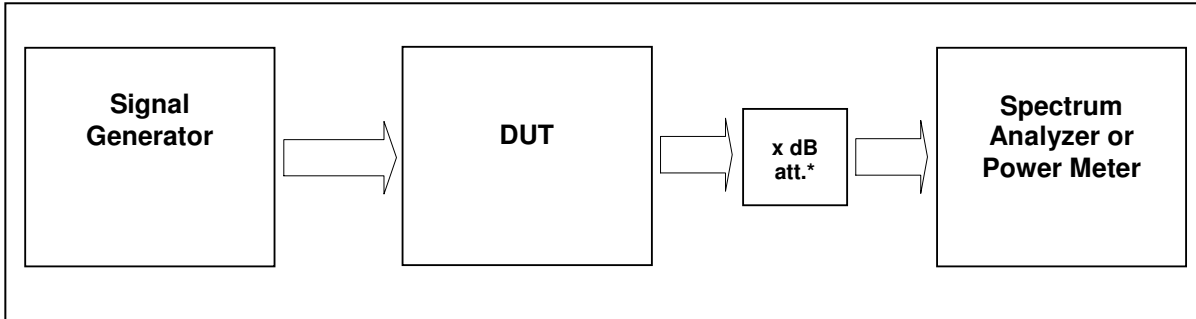 Signal
Generator
DUT
x dB
att.*
Spectrum
Analyzer or
Power Meter